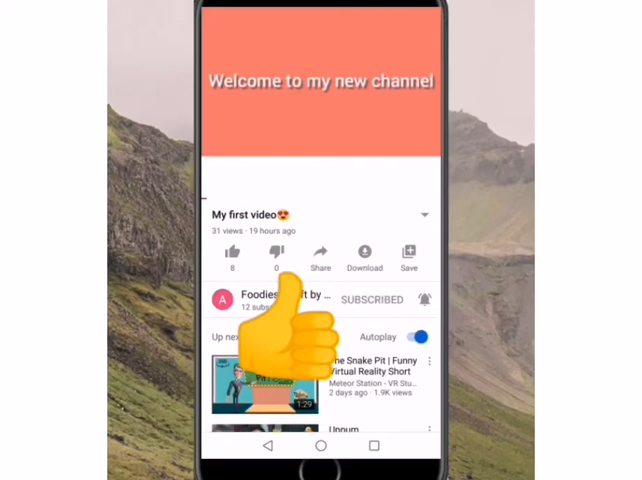 Welcome to my new channel
My first video😍
31 views · 19 hours ago
8
0
Share
Download
Save
A
Foodies
ft by ...
SUBSCRIBED
12
Up
Autoplay
The Snake Pit | Funny
Virtual Reality Short
Meteor Station - VR Stu...
2 days ago · 1.9K views
1:29